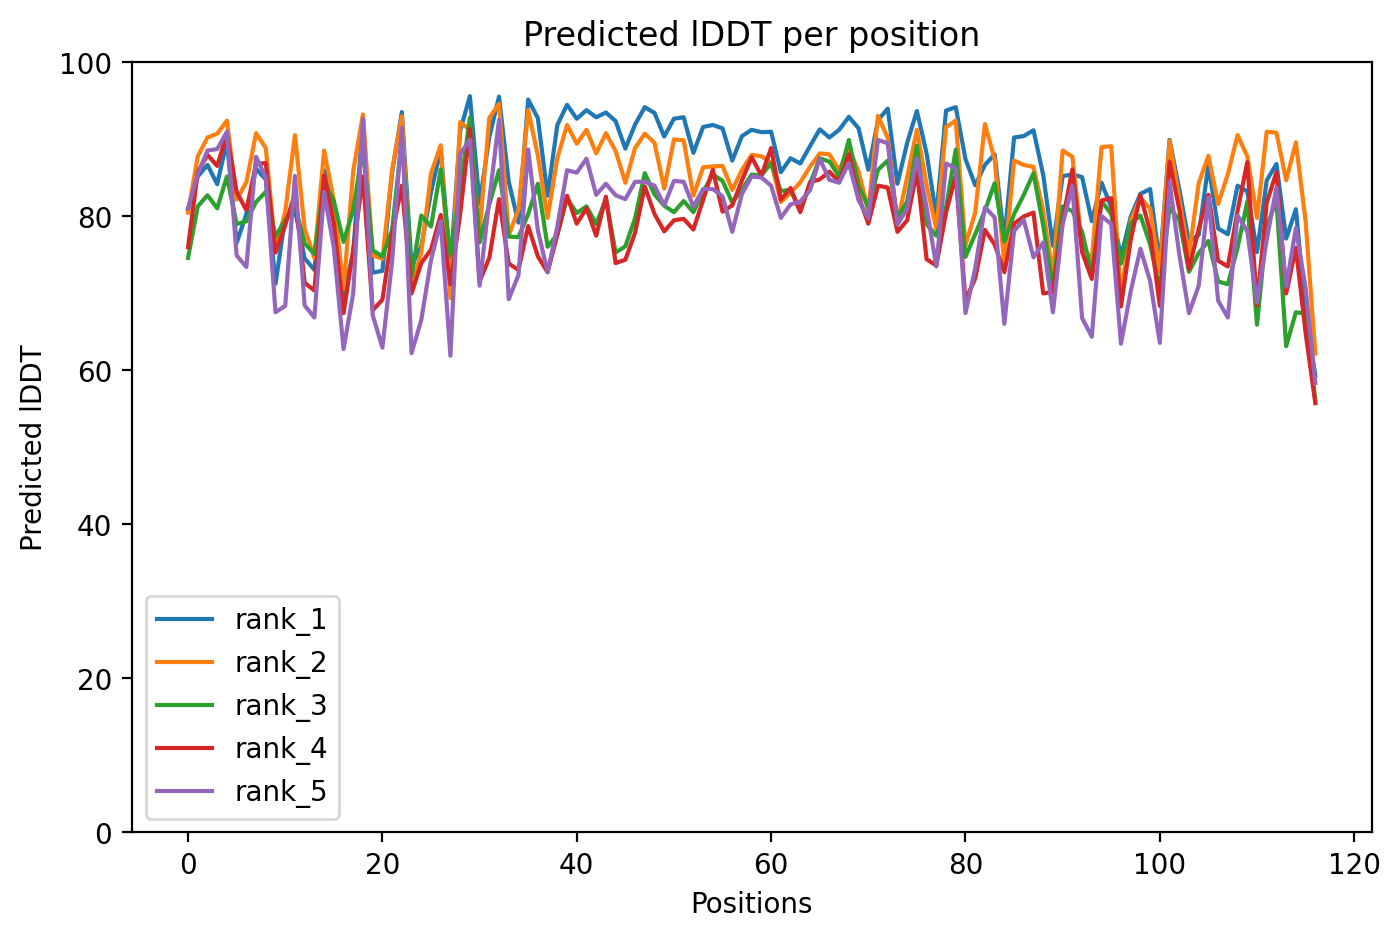 Predicted lDDT per position
100
80
60
40
20
0
Predicted lDDT
rank_1
rank_2
rank_3
rank_4
rank_5
0 20 40 60 80 100 120
Positions